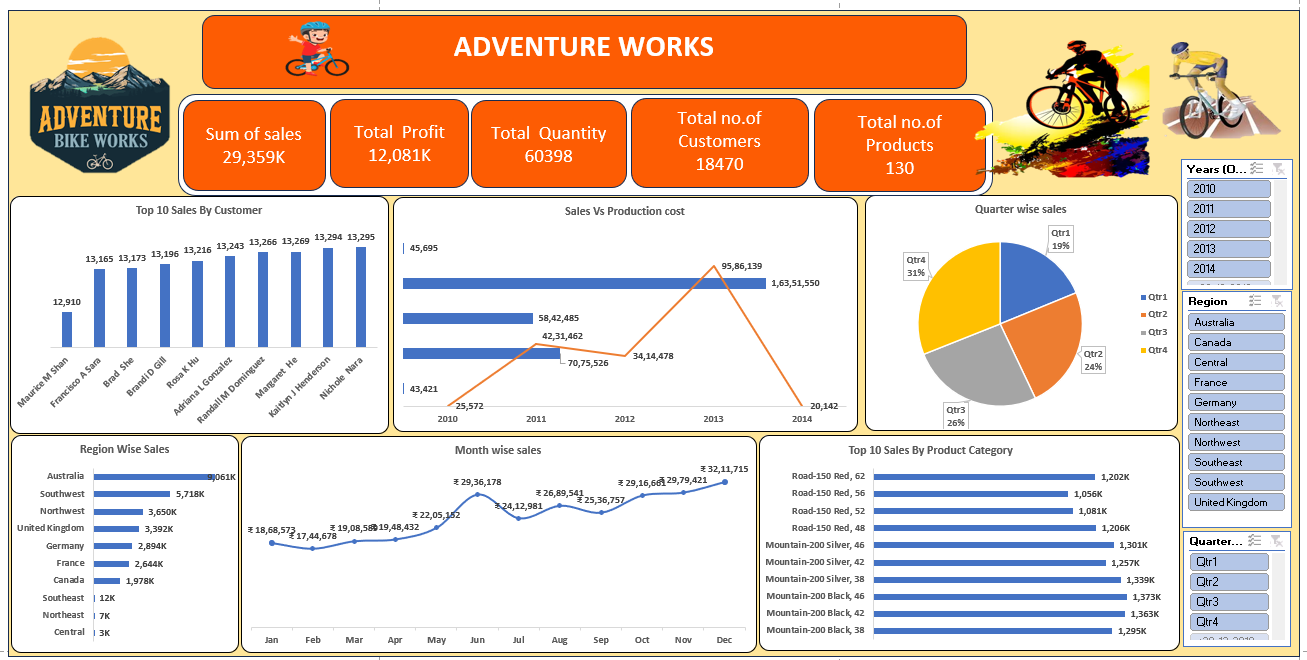 ADVENTURE WORKS
ADVENTURE
BIKE WORKS
Sum of sales
29,359K
Total Profit
12,081K
Total Quantity
60398
Total no.of
Customers
18470
Total no.of
Products
130
Years (O...
2010
2011
2012
2013
2014
Top 10 Sales By Customer
12,910
13,165
13,173
13,196
13,216
13,243
13,266
13,269
13,294
13,295
Maurice M Shan
Francisco A Sara
Brad She
Brandi D Gill
Rosa K Hu
Adriana L Gonzalez
Randall M Dominguez
Margaret He
Kaitlyn J Henderson
Nichole Nara
Sales Vs Production cost
45,695
95,86,139
1,63,51,550
58,42,485
42,31,462
34,14,478
70,75,526
43,421
25,572
20,142
2010
2011
2012
2013
2014
Quarter wise sales
Qtr1
19%
Qtr4
31%
Qtr2
24%
Qtr3
26%
Qtr1
Qtr2
Qtr3
Qtr4
Region
Australia
Canada
Central
France
Germany
Northeast
Northwest
Southeast
Southwest
United Kingdom
Region Wise Sales
Australia 9,061K
Southwest 5,718K
Northwest 3,650K
United Kingdom 3,392K
Germany 2,894K
France 2,644K
Canada 1,978K
Southeast 12K
Northeast 7K
Central 3K
Month wise sales
₹ 18,68,573
₹ 17,44,678
₹ 19,48,432
₹ 22,05,152
₹ 29,36,178
₹ 24,12,981
₹ 26,89,541
₹ 25,36,757
₹ 29,79,421
₹ 32,11,715
Jan
Feb
Mar
Apr
May
Jun
Jul
Aug
Sep
Oct
Nov
Dec
Top 10 Sales By Product Category
Road-150 Red, 62 1,202K
Road-150 Red, 56 1,056K
Road-150 Red, 52 1,081K
Road-150 Red, 48 1,206K
Mountain-200 Silver, 46 1,301K
Mountain-200 Silver, 42 1,257K
Mountain-200 Silver, 38 1,339K
Mountain-200 Black, 46 1,373K
Mountain-200 Black, 42 1,363K
Mountain-200 Black, 38 1,295K
Quarter...
Qtr1
Qtr2
Qtr3
Qtr4